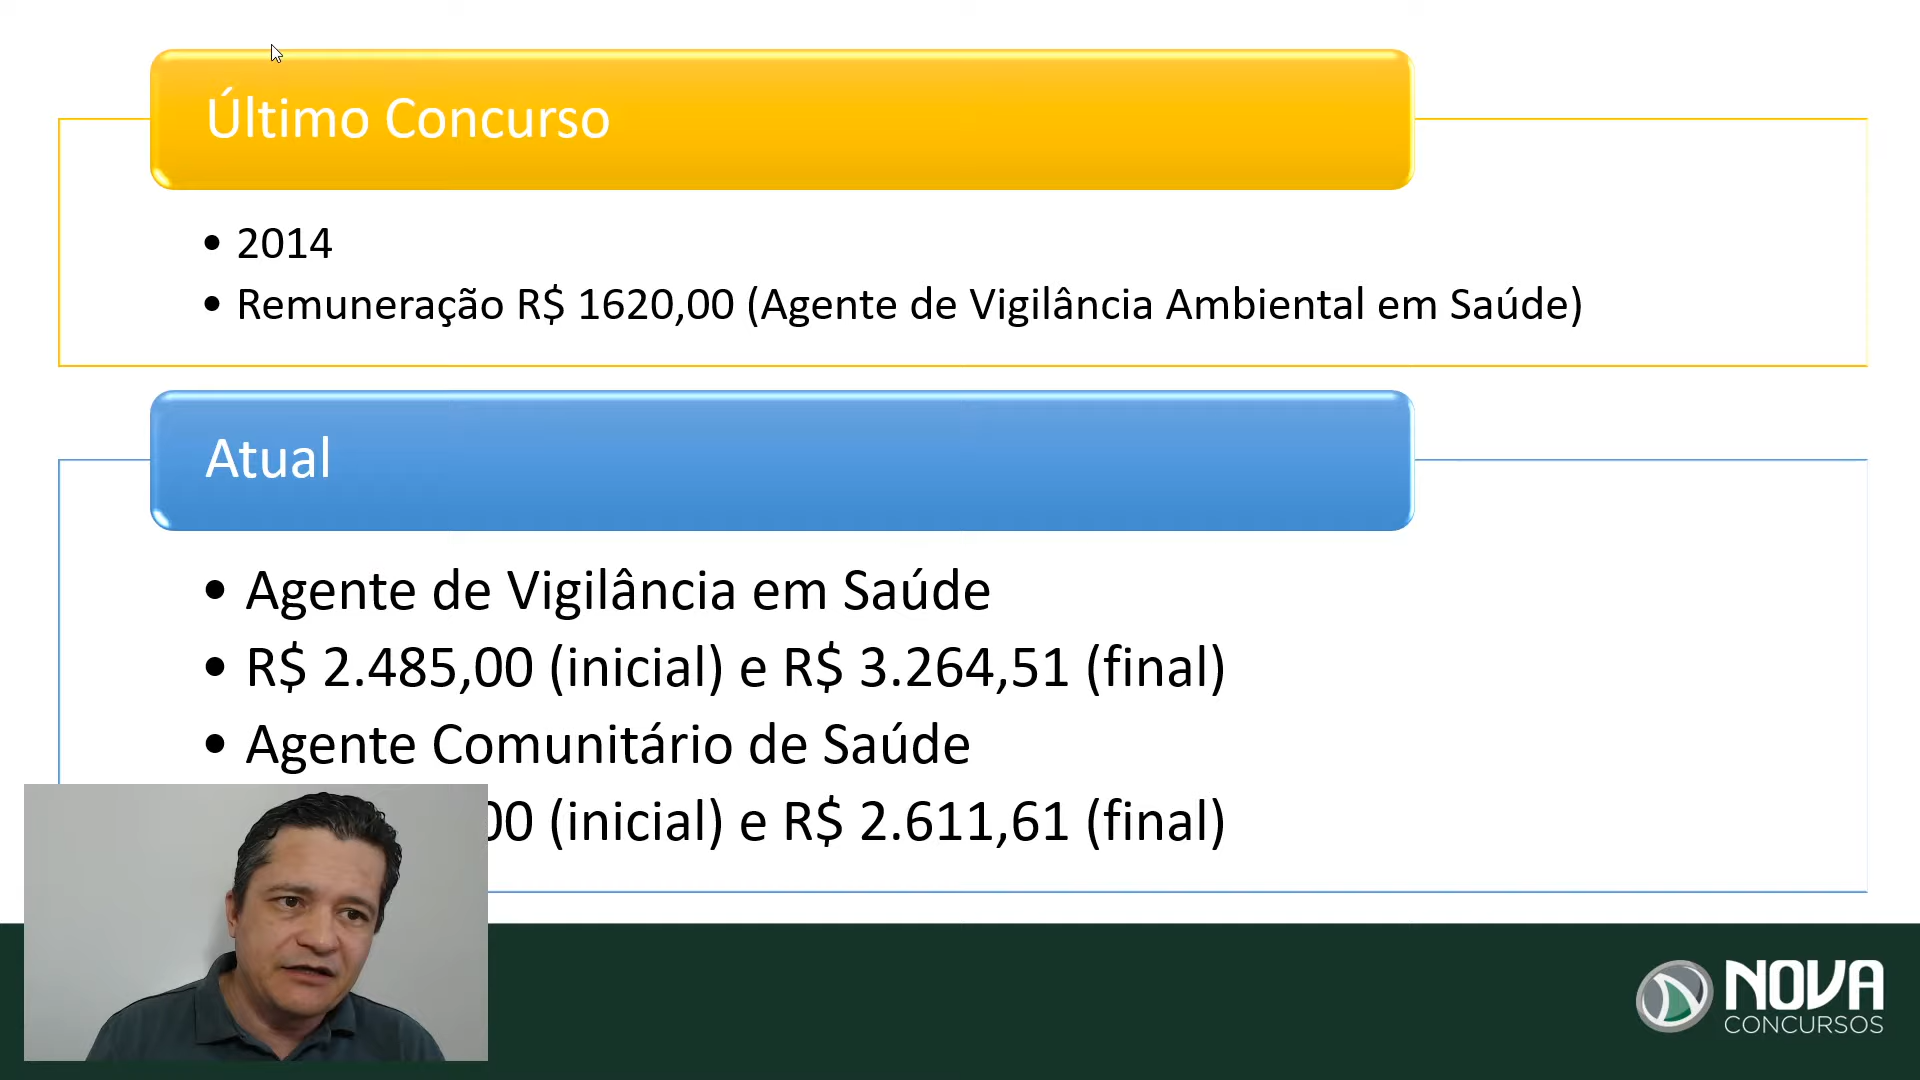 Último Concurso
• 2014
• Remuneração R$ 1620,00 (Agente de Vigilância Ambiental em Saúde)
Atual
• Agente de Vigilância em Saúde
• R$ 2.485,00 (inicial) e R$ 3.264,51 (final)
• Agente Comunitário de Saúde
(inicial) e R$ 2.611,61 (final)
NOVA
CONCURSOS